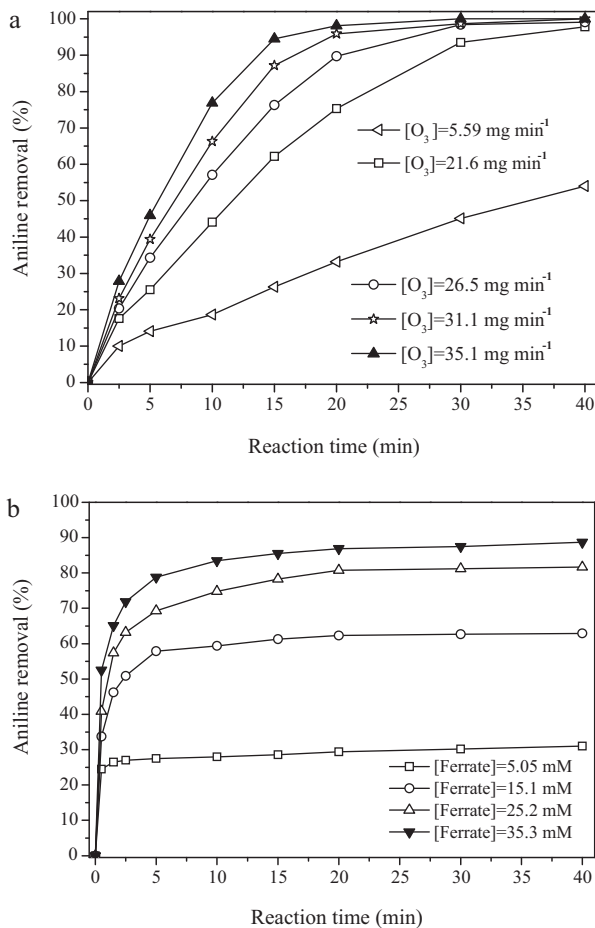 a
100
90
80
70
60
50
40
30
20
10
0
Aniline removal (%)
[O₃]=5.59 mg min⁻¹
[O₃]=21.6 mg min⁻¹
[O₃]=26.5 mg min⁻¹
[O₃]=31.1 mg min⁻¹
[O₃]=35.1 mg min⁻¹
0 5 10 15 20 25 30 35 40
Reaction time (min)
b
100
90
80
70
60
50
40
30
20
10
0
Aniline removal (%)
[Ferrate]=5.05 mM
[Ferrate]=15.1 mM
[Ferrate]=25.2 mM
[Ferrate]=35.3 mM
0 5 10 15 20 25 30 35 40
Reaction time (min)